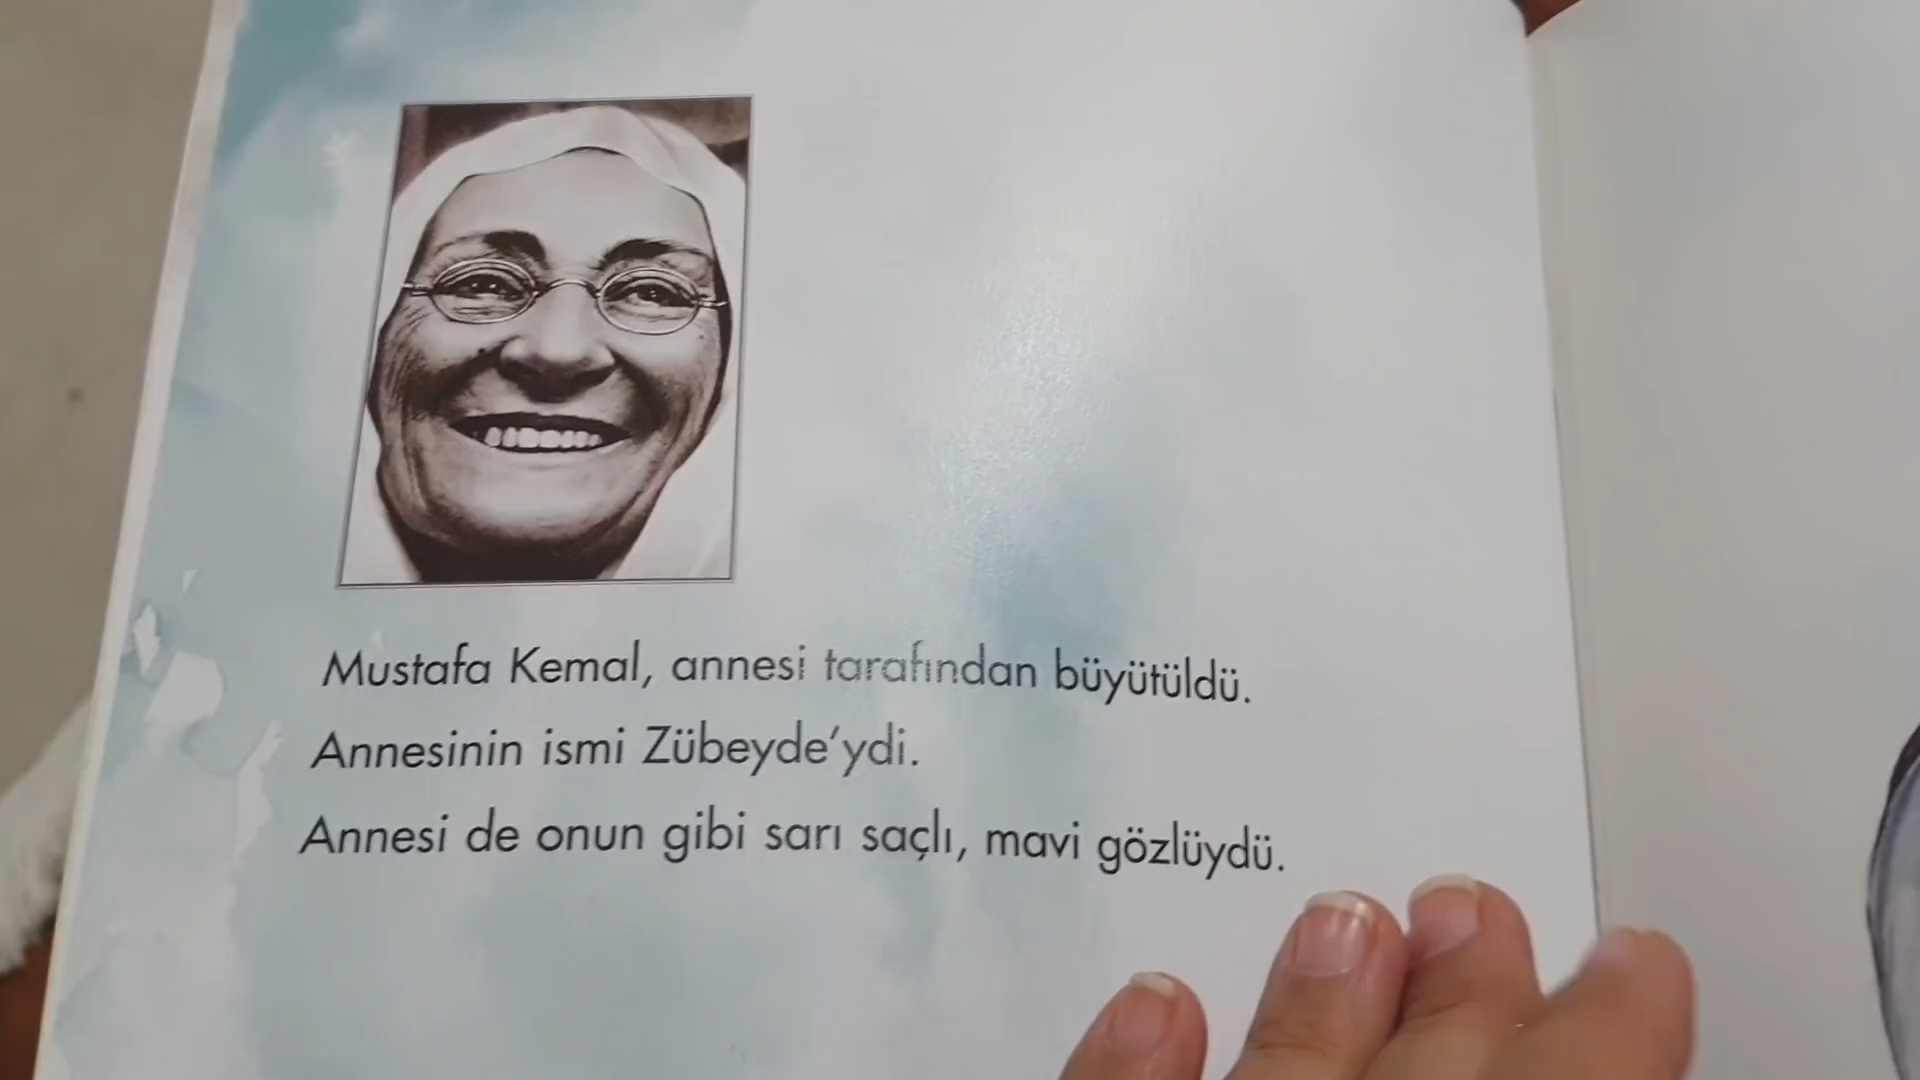 Mustafa Kemal, annesi tarafından büyütüldü.
Annesinin ismi Zübeyde'ydi.
Annesi de onun gibi sarı saçlı, mavi gözlüydü.